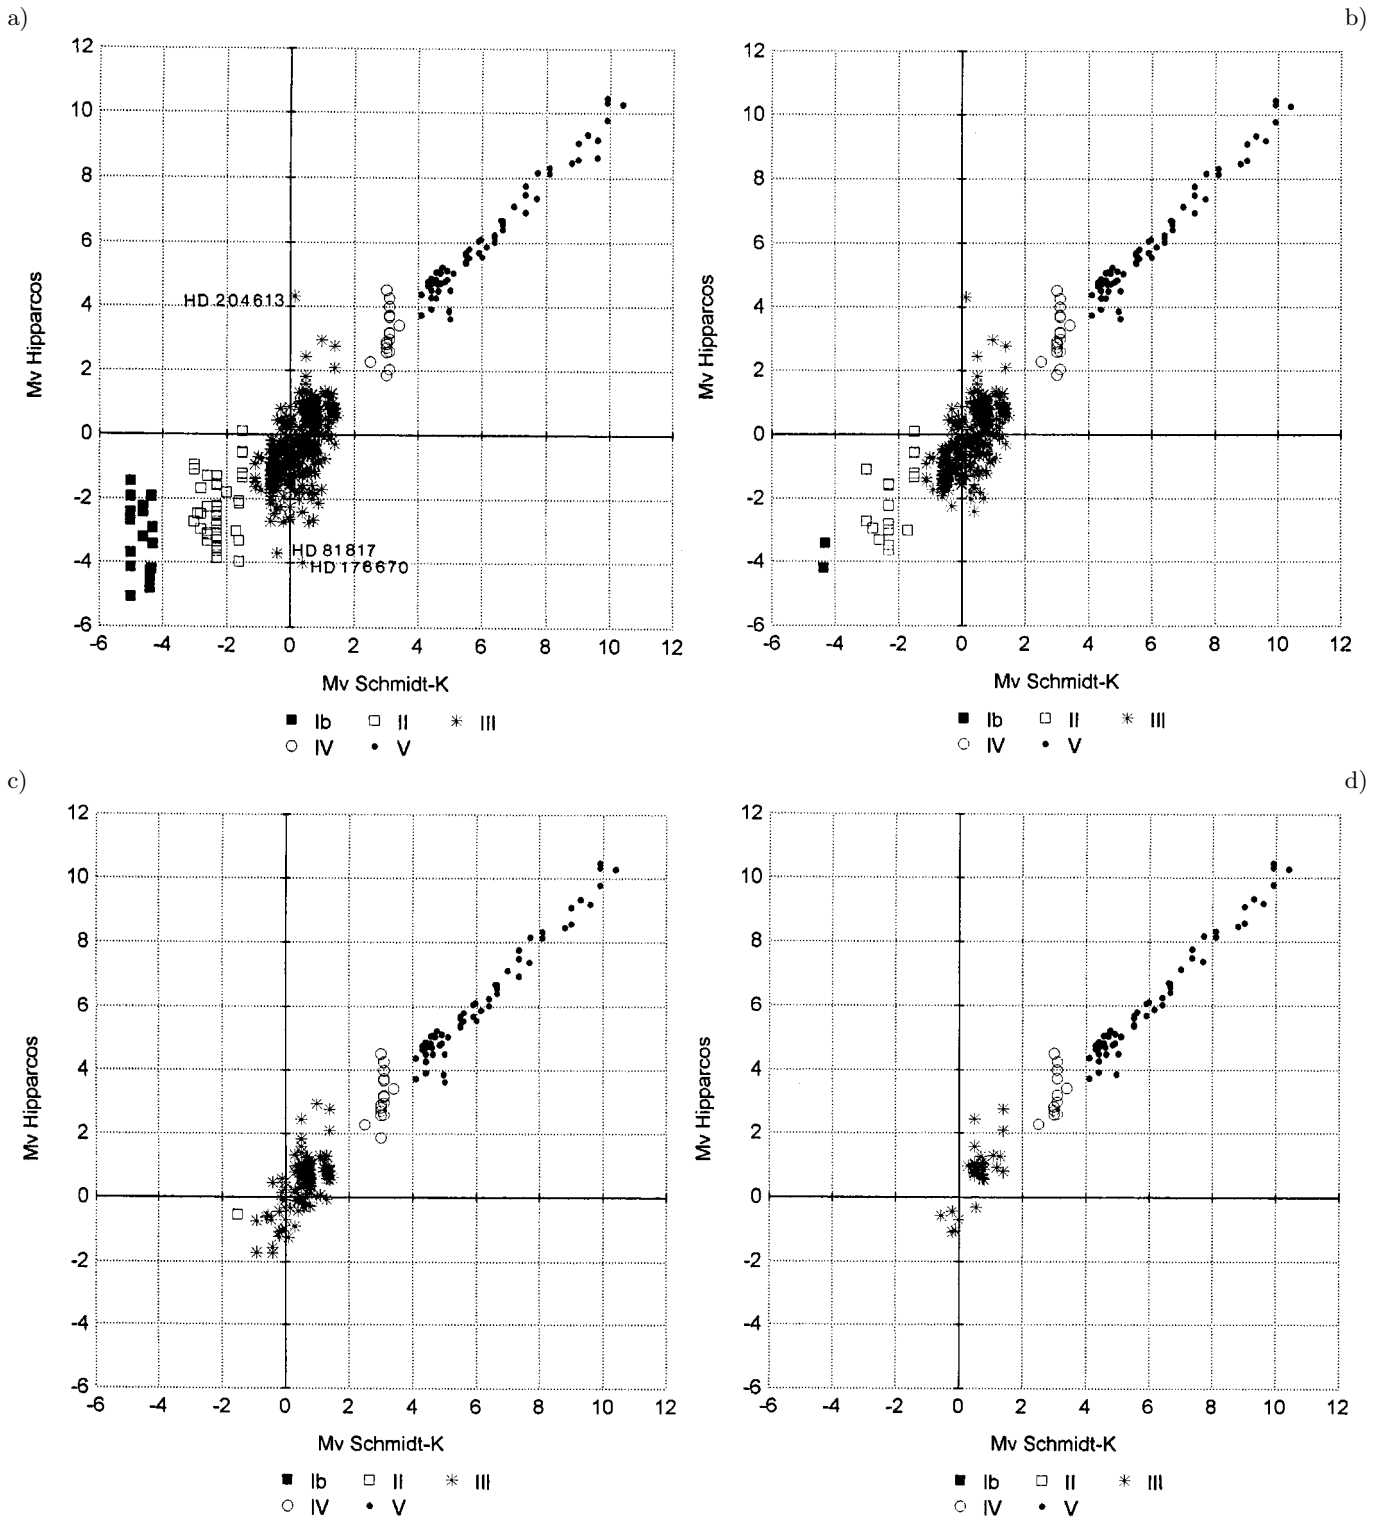 a)
b)
12
10
8
6
4
2
0
-2
-4
-6
Mv Hipparcos
HD 204613
HD 81817
HD 176670
-6 -4 -2 0 2 4 6 8 10 12
Mv Schmidt-K
Ib II III
IV V
12
10
8
6
4
2
0
-2
-4
-6
Mv Hipparcos
-6 -4 -2 0 2 4 6 8 10 12
Mv Schmidt-K
Ib II III
IV V
c)
d)
12
10
8
6
4
2
0
-2
-4
-6
Mv Hipparcos
-6 -4 -2 0 2 4 6 8 10 12
Mv Schmidt-K
Ib II III
IV V
12
10
8
6
4
2
0
-2
-4
-6
Mv Hipparcos
-6 -4 -2 0 2 4 6 8 10 12
Mv Schmidt-K
Ib II III
IV V